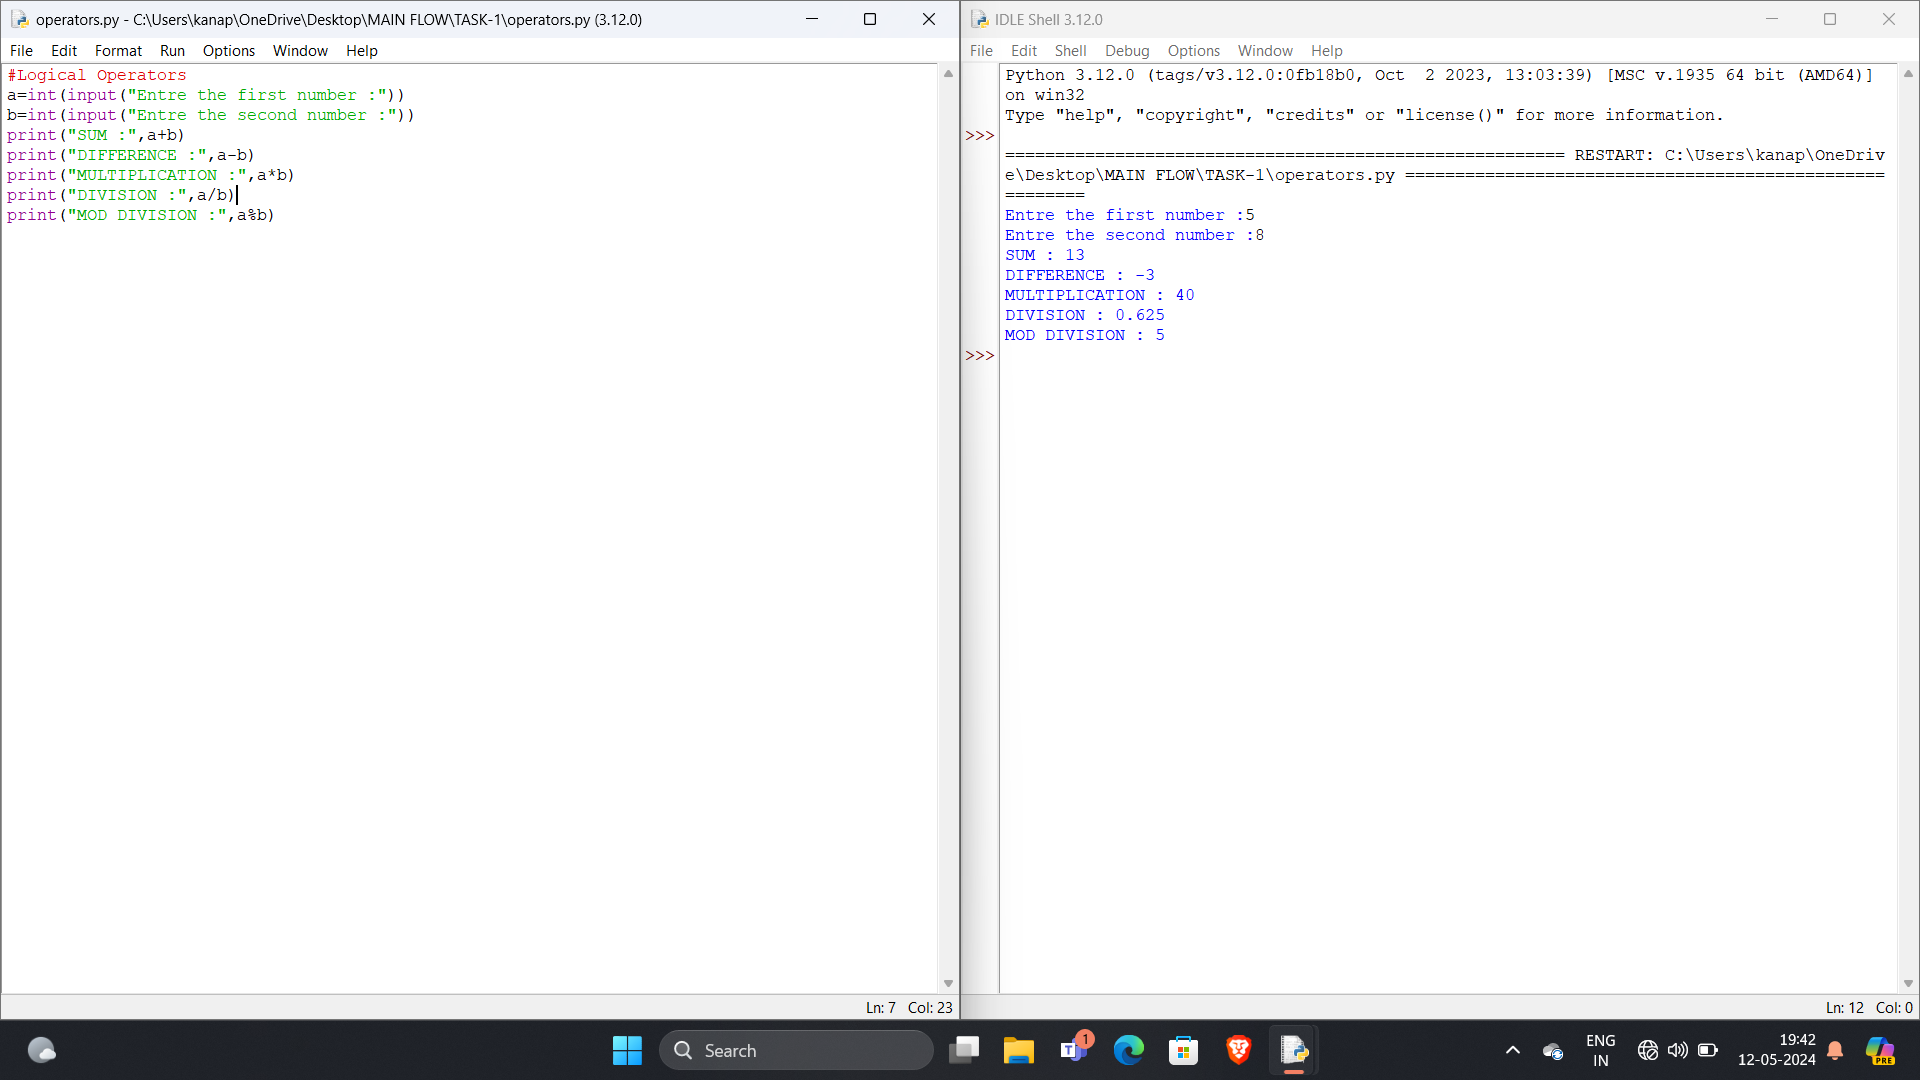 operators.py - C:\Users\kanap\OneDrive\Desktop\MAIN FLOW\TASK-1\operators.py (3.12.0)
File Edit Format Run Options Window Help
#Logical Operators
a=int(input("Entre the first number :"))
b=int(input("Entre the second number :"))
print("SUM :",a+b)
print("DIFFERENCE :",a-b)
print("MULTIPLICATION :",a*b)
print("DIVISION :",a/b)
print("MOD DIVISION :",a%b)
Ln: 7 Col: 23
IDLE Shell 3.12.0
File Edit Shell Debug Options Window Help
Python 3.12.0 (tags/v3.12.0:0fb18b0, Oct  2 2023, 13:03:39) [MSC v.1935 64 bit (AMD64)]
on win32
Type "help", "copyright", "credits" or "license()" for more information.
>>>
======================================================== RESTART: C:\Users\kanap\OneDriv
e\Desktop\MAIN FLOW\TASK-1\operators.py ================================================
========
Entre the first number :5
Entre the second number :8
SUM : 13
DIFFERENCE : -3
MULTIPLICATION : 40
DIVISION : 0.625
MOD DIVISION : 5
>>>
Ln: 12 Col: 0
Search
1
T
ENG
IN
19:42
12-05-2024
PRE